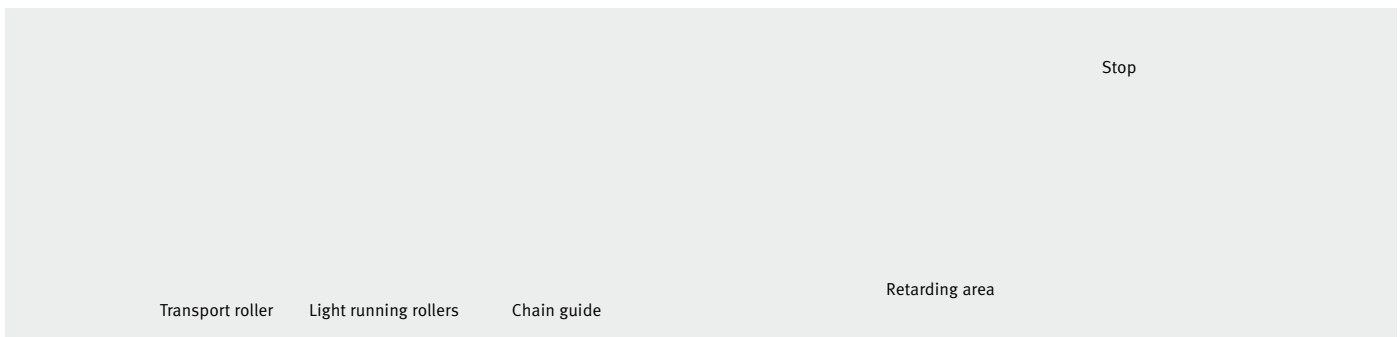 Stop
Retarding area
Transport roller
Light running rollers
Chain guide